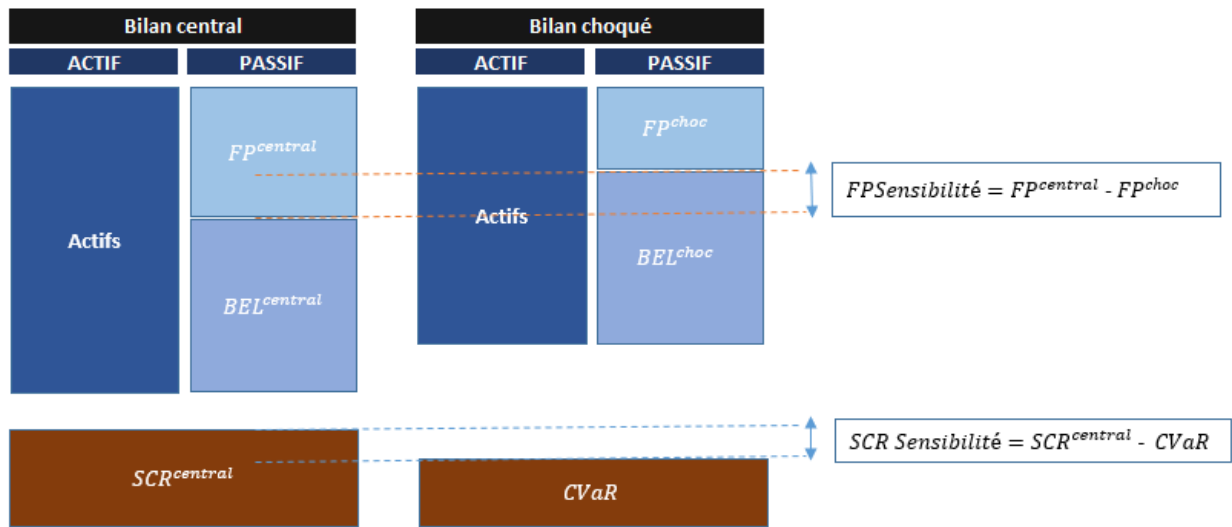 Bilan central
Bilan choqué
ACTIF
PASSIF
ACTIF
PASSIF
Actifs
FP^central
BEL^central
Actifs
FP^choc
BEL^choc
FPSensibilité = FP^central - FP^choc
SCR^central
CVaR
SCR Sensibilité = SCR^central - CVaR